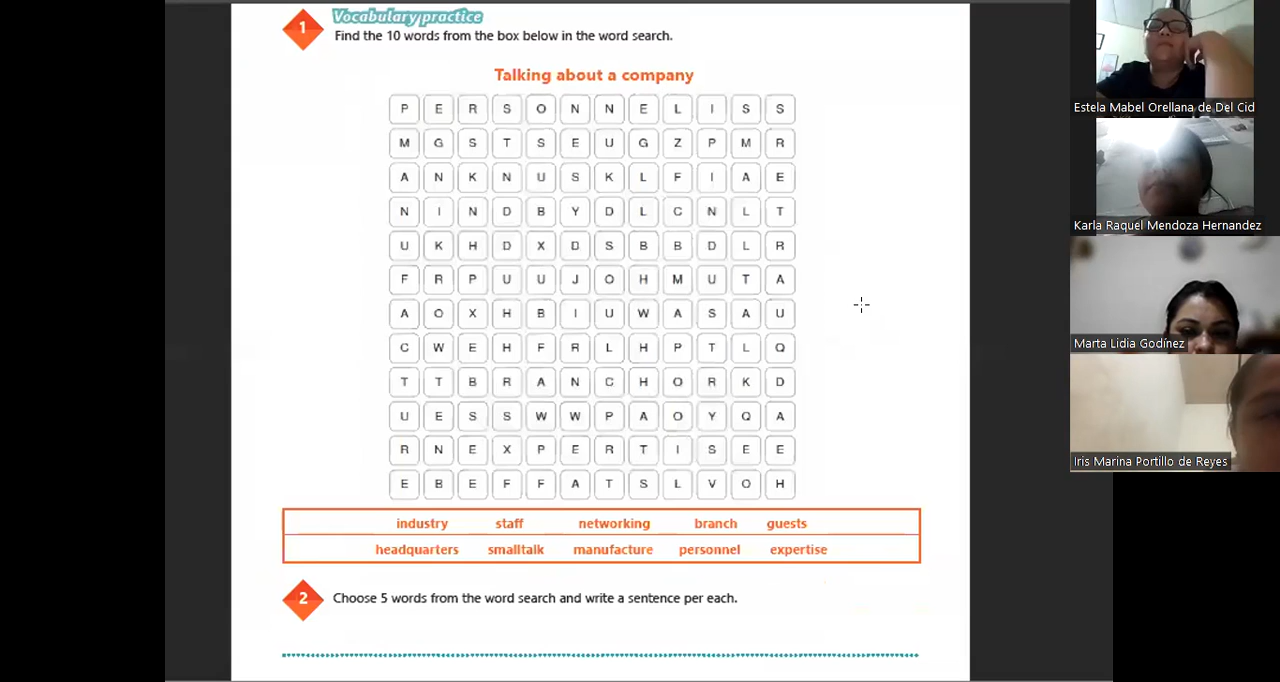 1
Vocabulary practice
Find the 10 words from the box below in the word search.
Talking about a company
P E R S O N N E L I S S
M G S T S E U G Z P M R
A N K N U S K L F I A E
N I N D B Y D L C N L T
U K H D X D S B B D L R
F R P U U J O H M U T A
A O X H B I U W A S A U
C W E H F R L H P T L Q
T T B R A N C H O R K D
U E S S W W P A O Y Q A
R N E X P E R T I S E E
E B E F F A T S L V O H
industry staff networking branch guests
headquarters smalltalk manufacture personnel expertise
2
Choose 5 words from the word search and write a sentence per each.
Estela Mabel Orellana de Del Cid
Karla Raquel Mendoza Hernandez
Marta Lidia Godínez
Iris Marina Portillo de Reyes